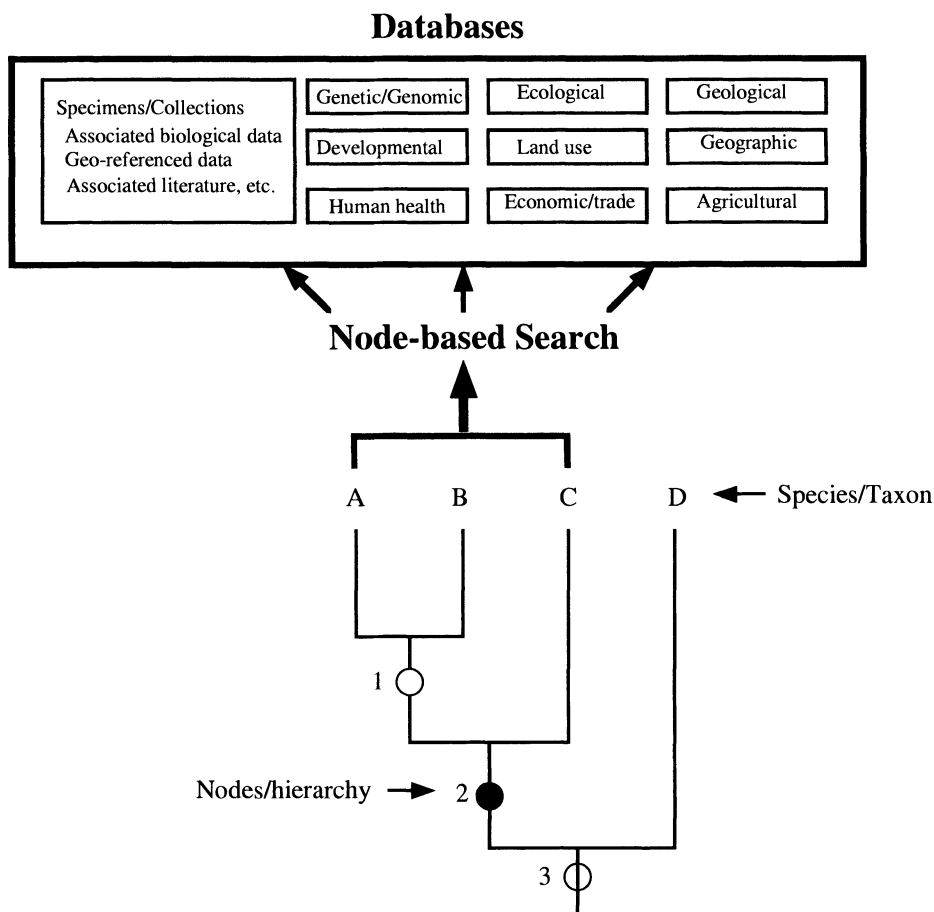 Databases
Specimens/Collections
Associated biological data
Geo-referenced data
Associated literature, etc.
Genetic/Genomic
Ecological
Geological
Developmental
Land use
Geographic
Human health
Economic/trade
Agricultural
Node-based Search
A B C D
Species/Taxon
1
Nodes/hierarchy
2
3